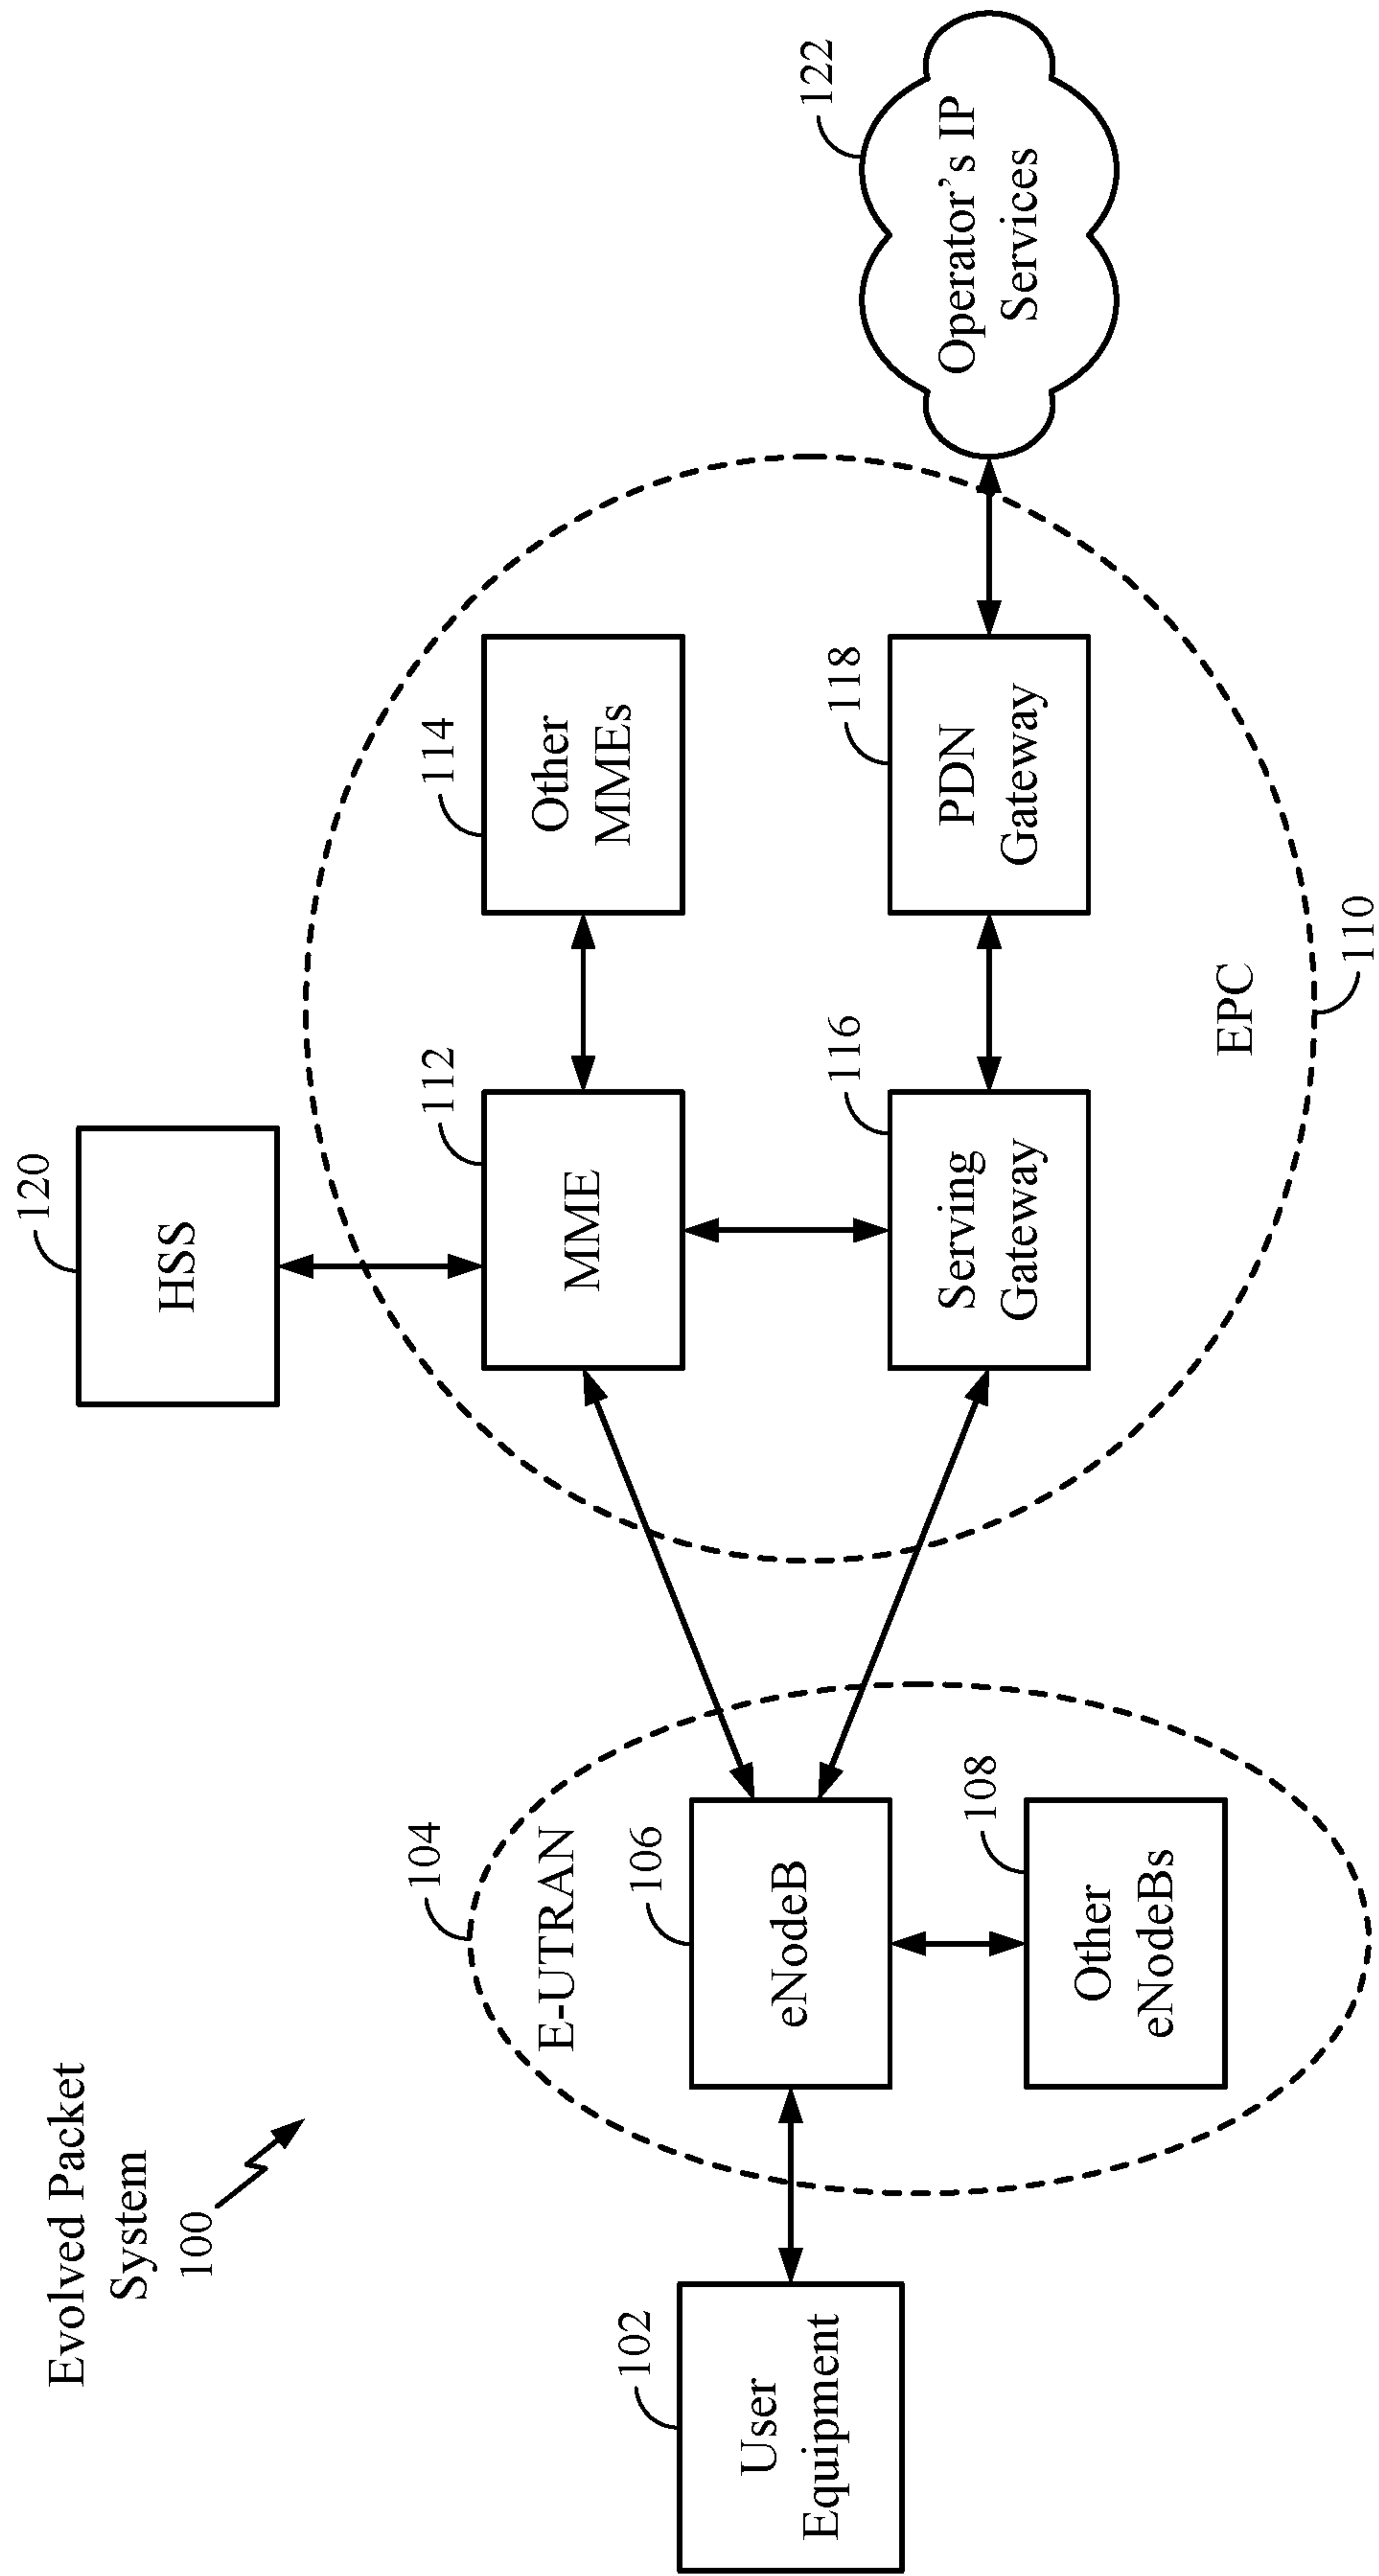 Evolved Packet
System
100
102
User
Equipment
104
E-UTRAN
106
eNodeB
108
Other
eNodeBs
120
HSS
112
MME
114
Other
MMEs
116
Serving
Gateway
118
PDN
Gateway
EPC
110
122
Operator’s IP
Services